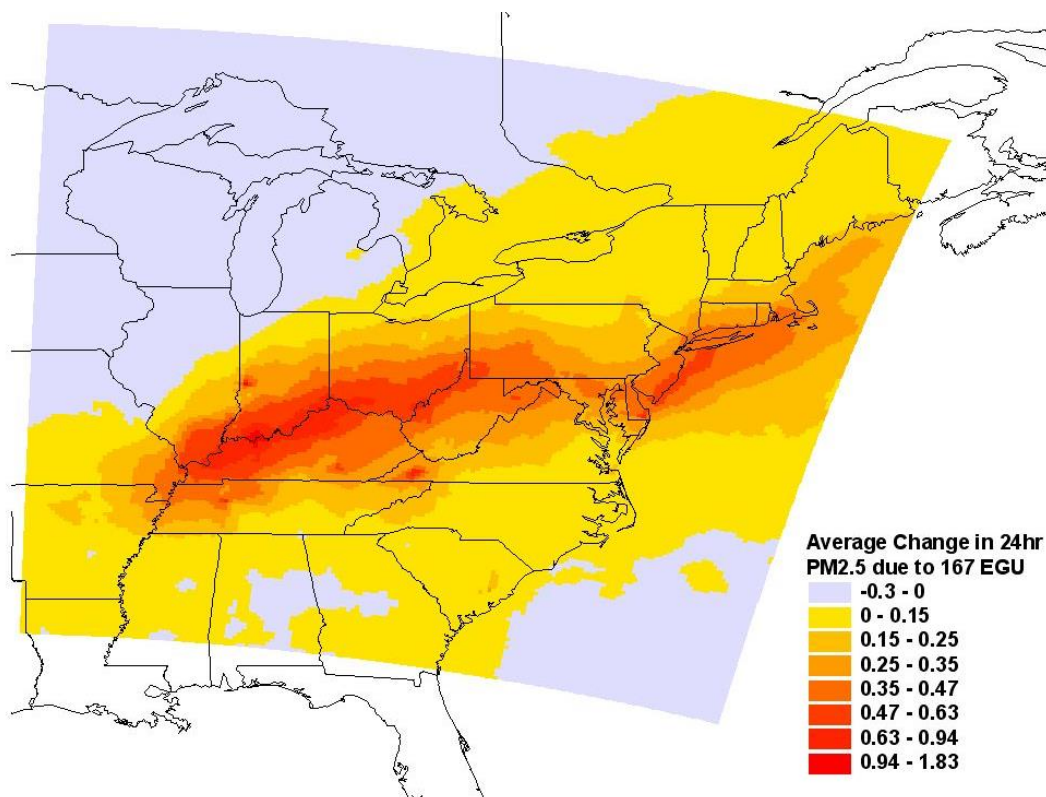 Average Change in 24hr
PM2.5 due to 167 EGU
-0.3 - 0
0 - 0.15
0.15 - 0.25
0.25 - 0.35
0.35 - 0.47
0.47 - 0.63
0.63 - 0.94
0.94 - 1.83